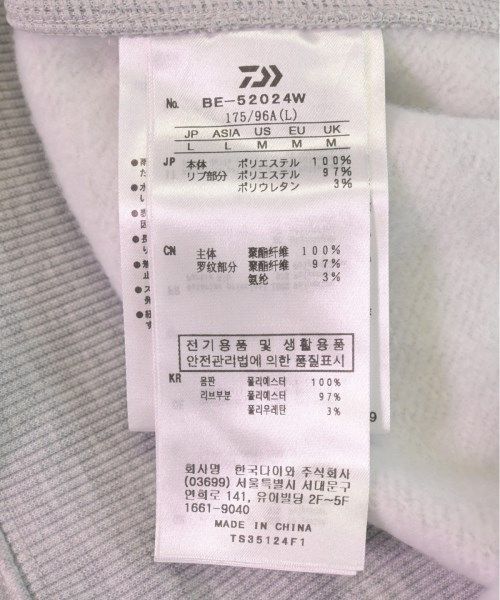 No. BE-52024W
175/96A(L)
JP ASIA US EU UK
L L M M M
JP 本体 ポリエステル 100%
リブ部分 ポリエステル 97%
ポリウレタン 3%
CN 主体 聚酯纤维 100%
罗纹部分 聚酯纤维 97%
氨纶 3%
전기용품 및 생활용품
안전관리법에 의한 품질표시
KR 몸판 폴리에스터 100%
리브부분 폴리에스터 97%
폴리우레탄 3%
회사명 한국다이와 주식회사
(03699) 서울특별시 서대문구
연희로 141, 유이빌딩 2F~5F
1661-9040
MADE IN CHINA
TS35124F1